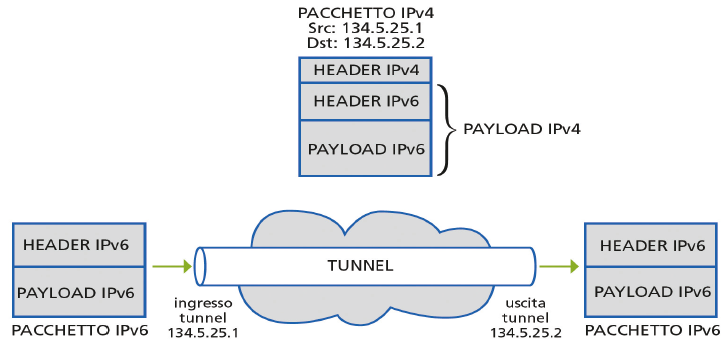 PACCHETTO IPv4
Src: 134.5.25.1
Dst: 134.5.25.2
HEADER IPv4
HEADER IPv6
PAYLOAD IPv4
PAYLOAD IPv6
HEADER IPv6
PAYLOAD IPv6
PACCHETTO IPv6
TUNNEL
ingresso
tunnel
134.5.25.1
uscita
tunnel
134.5.25.2
HEADER IPv6
PAYLOAD IPv6
PACCHETTO IPv6